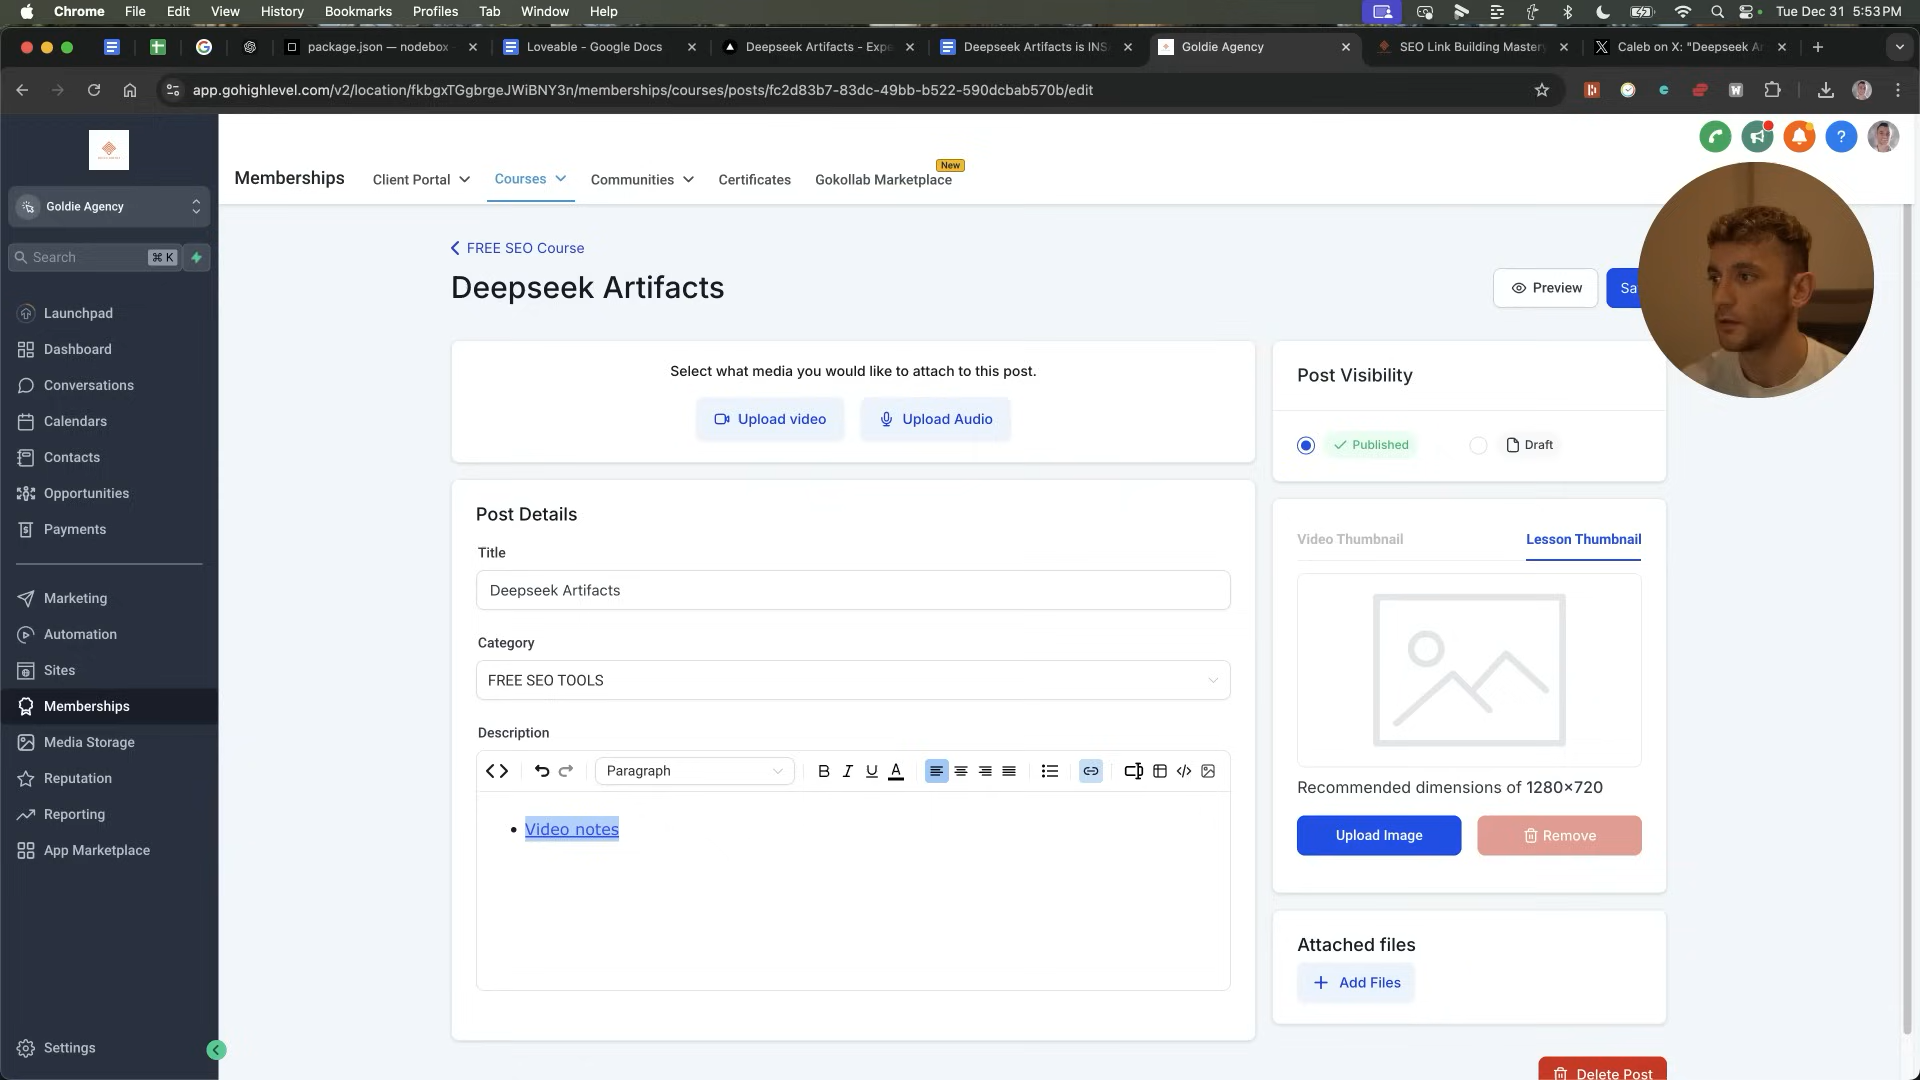 Chrome File Edit View History Bookmarks Profiles Tab Window Help
Tue Dec 31 5:53 PM
package.json — nodebox
Loveable - Google Docs
Deepseek Artifacts - Expe
Deepseek Artifacts is INSA
Goldie Agency
SEO Link Building Mastery
Caleb on X: "Deepseek Ar
app.gohighlevel.com/v2/location/fkbgxTGgbrgeJWiBNY3n/memberships/courses/posts/fc2d83b7-83dc-49bb-b522-590dcbab570b/edit
Goldie Agency
Search ⌘ K
Launchpad
Dashboard
Conversations
Calendars
Contacts
Opportunities
Payments
Marketing
Automation
Sites
Memberships
Media Storage
Reputation
Reporting
App Marketplace
Settings
New
Memberships Client Portal Courses Communities Certificates Gokollab Marketplace
FREE SEO Course
Deepseek Artifacts
Preview
Sa
Select what media you would like to attach to this post.
Upload video Upload Audio
Post Details
Title
Deepseek Artifacts
Category
FREE SEO TOOLS
Description
Paragraph B I U A
Video notes
Post Visibility
Published Draft
Video Thumbnail Lesson Thumbnail
Recommended dimensions of 1280x720
Upload Image Remove
Attached files
+ Add Files
Delete Post